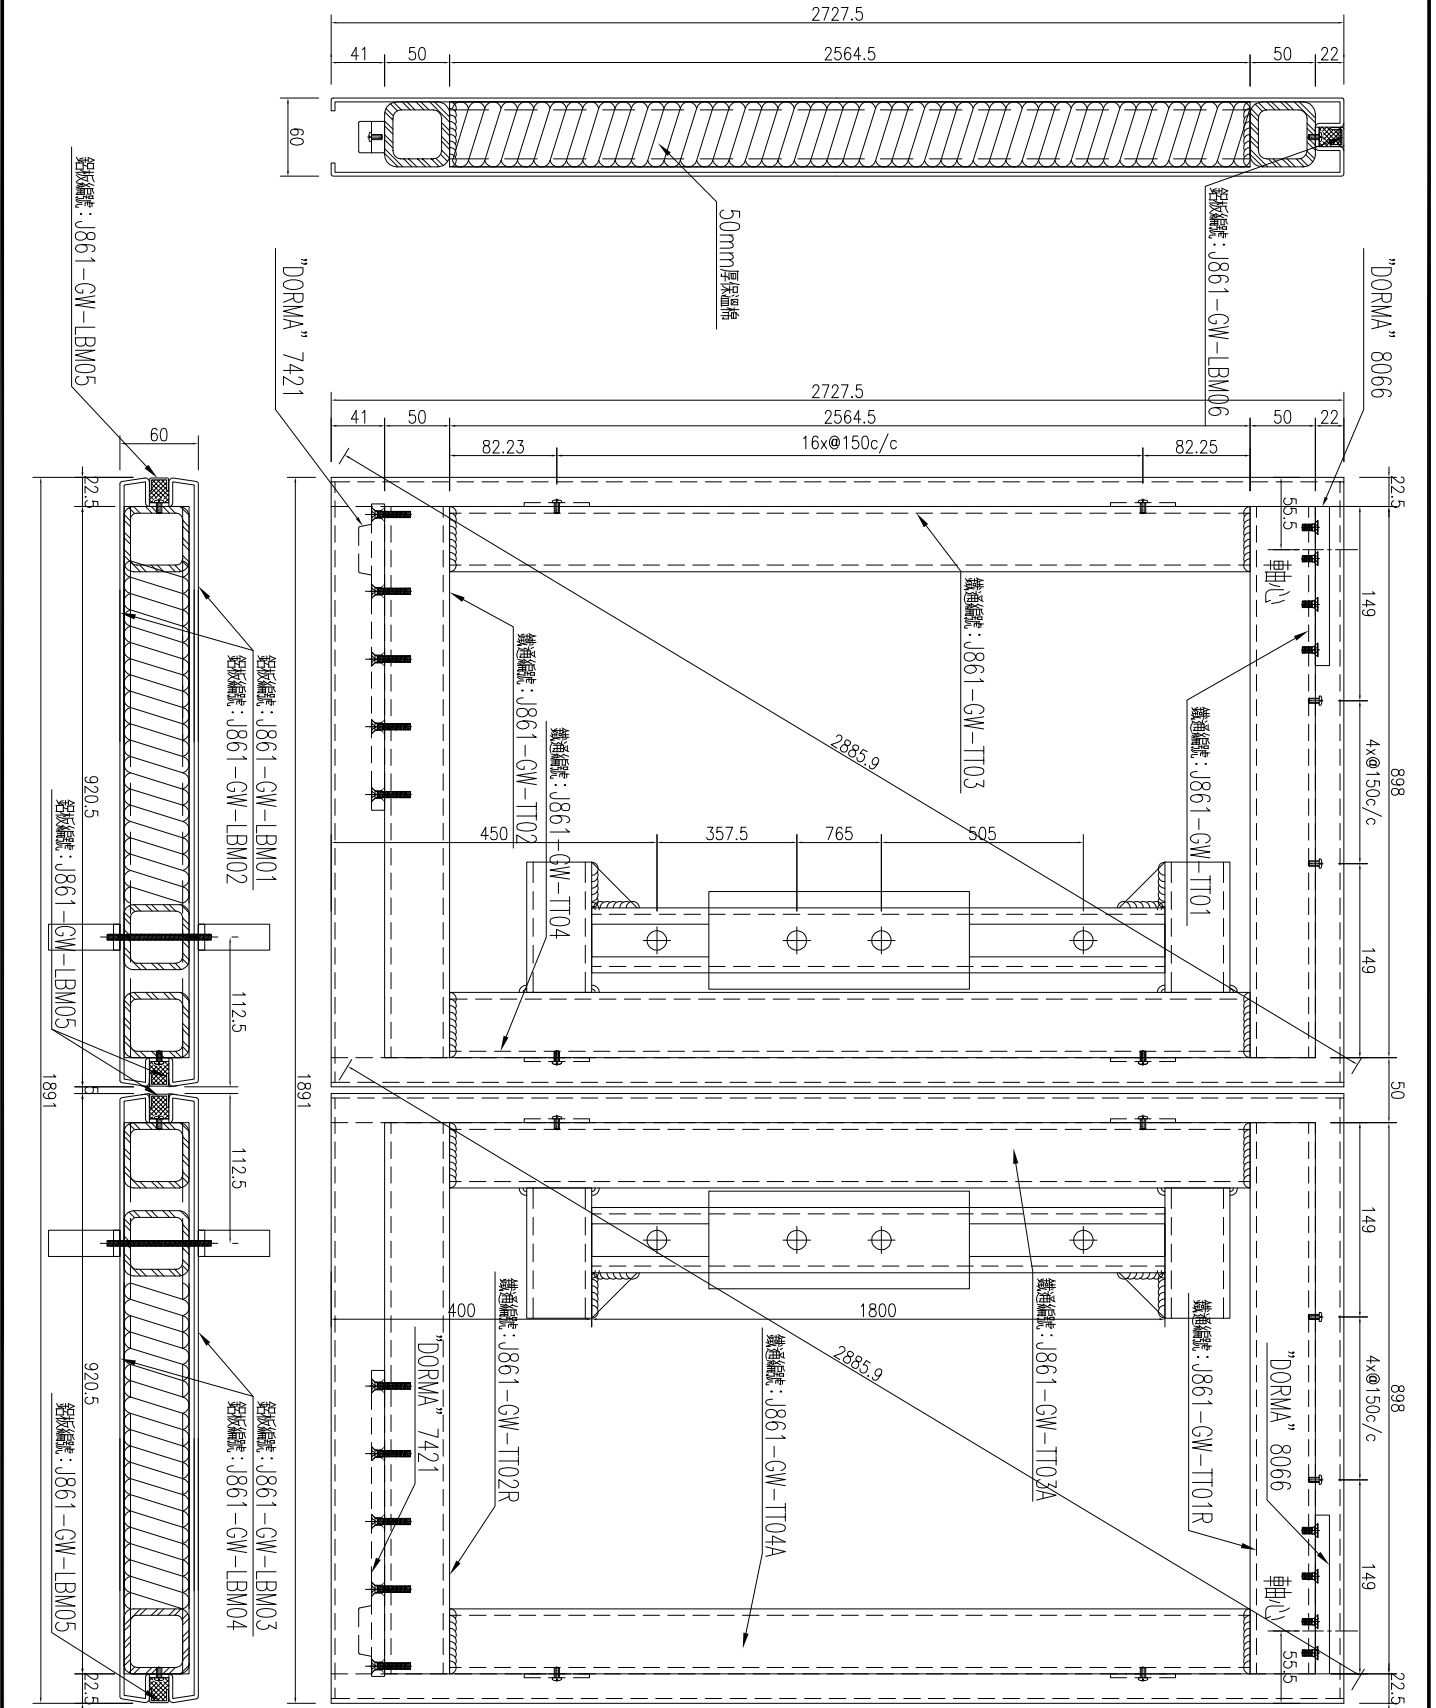 2727.5
41
50
2564.5
50
22
60
50mm厚保溫棉
鋁板編號:J861-GW-LBM06
"DORMA" 8066
"DORMA" 7421
鋁板編號:J861-GW-LBM05
2727.5
41
50
2564.5
50
22
82.23
16x@150c/c
82.25
60
22.5
22.5
55.5
軸心
149
4x@150c/c
898
149
鐵通編號:J861-GW-TT03
鐵通編號:J861-GW-TT01
鐵通編號:J861-GW-TT02
鐵通編號:J861-GW-TT04
2885.9
450
357.5
765
505
鋁板編號:J861-GW-LBM01
鋁板編號:J861-GW-LBM02
920.5
鋁板編號:J861-GW-LBM05
112.5
5
1891
1891
50
112.5
149
4x@150c/c
898
149
400
1800
2885.9
鐵通編號:J861-GW-TT02R
鐵通編號:J861-GW-TT03A
鐵通編號:J861-GW-TT01R
鐵通編號:J861-GW-TT04A
"DORMA" 8066
"DORMA" 7421
軸心
55.5
22.5
鋁板編號:J861-GW-LBM03
鋁板編號:J861-GW-LBM04
920.5
鋁板編號:J861-GW-LBM05
22.5